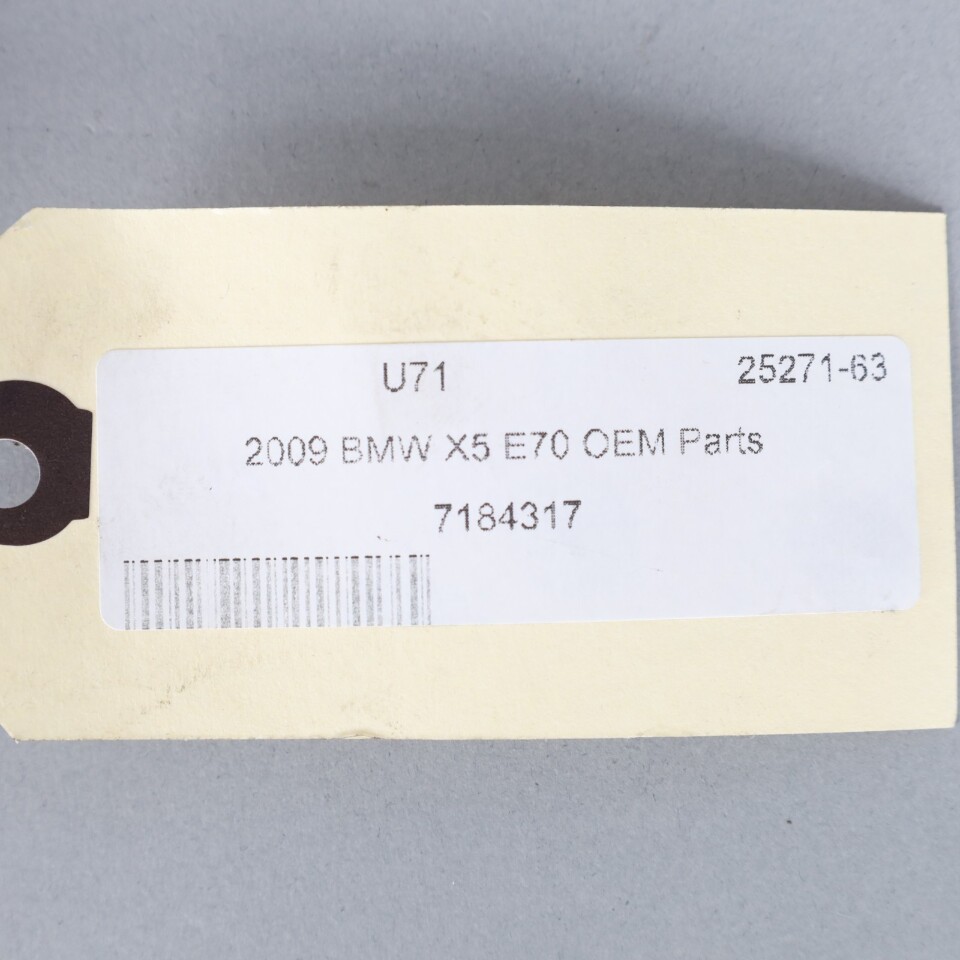 U71 25271-63
2009 BMW X5 E70 OEM Parts
7184317